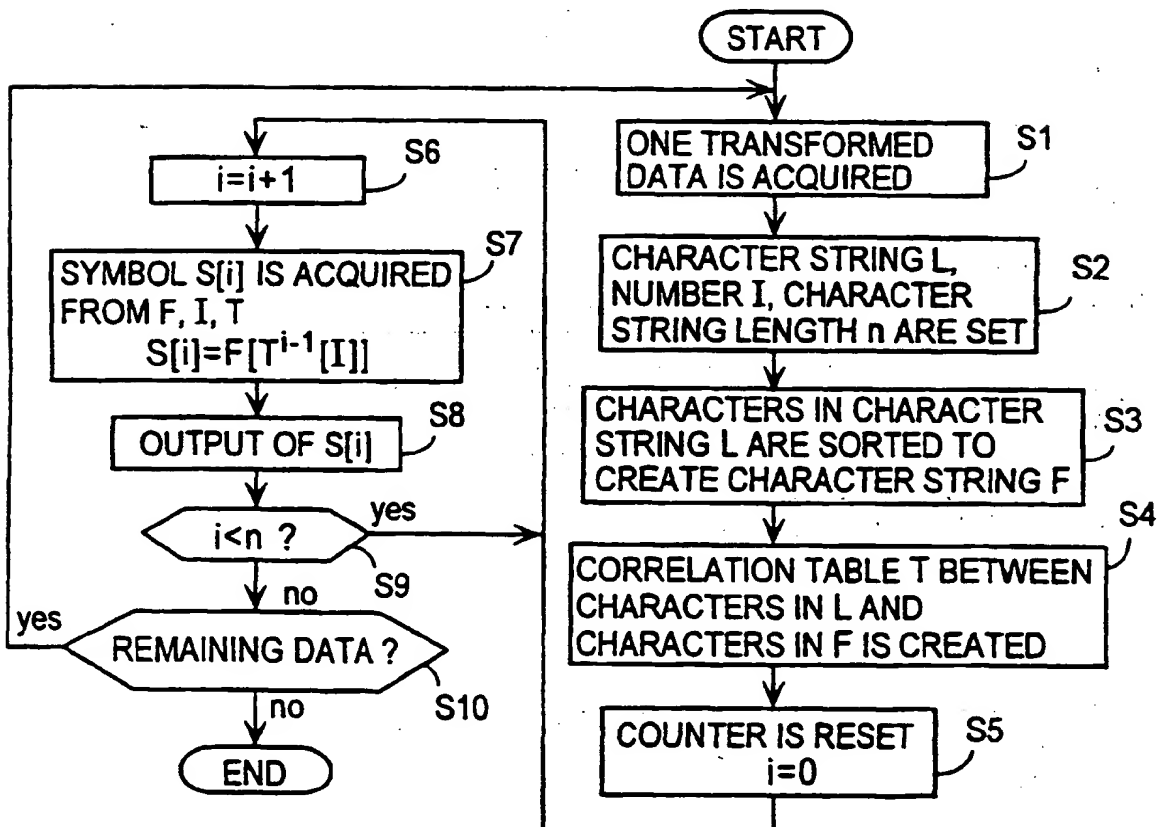 START
ONE TRANSFORMED
DATA IS ACQUIRED
S1
CHARACTER STRING L,
NUMBER I, CHARACTER
STRING LENGTH n ARE SET
S2
CHARACTERS IN CHARACTER
STRING L ARE SORTED TO
CREATE CHARACTER STRING F
S3
CORRELATION TABLE T BETWEEN
CHARACTERS IN L AND
CHARACTERS IN F IS CREATED
S4
COUNTER IS RESET
i=0
S5
i=i+1
S6
SYMBOL S[i] IS ACQUIRED
FROM F, I, T
S[i]=F[T^{i-1}[I]]
S7
OUTPUT OF S[i]
S8
i<n ?
yes
S9
no
REMAINING DATA ?
yes
S10
no
END